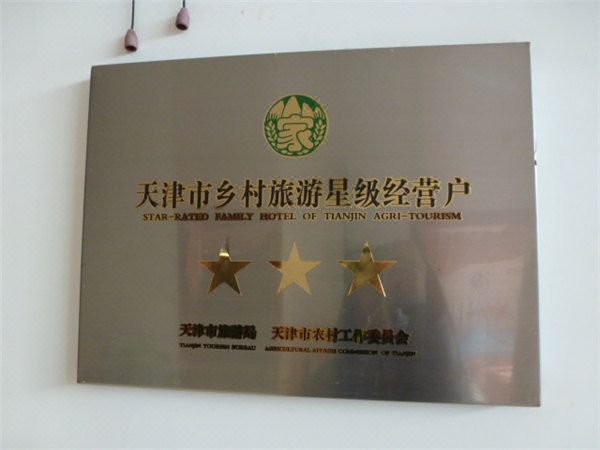 家
天津市乡村旅游星级经营户
STAR-RATED FAMILY HOTEL OF TIANJIN AGRI-TOURISM
天津市旅游局 天津市农村工作委员会
TIANJIN TOURISM BUREAU AGRICULTURAL AFFAIRS COMMISSION OF TIANJIN